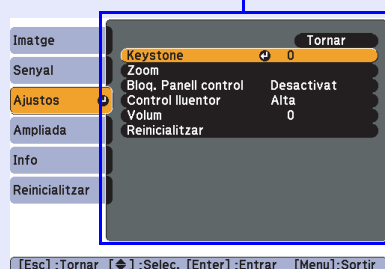 Imatge
Senyal
Ajustos
Ampliada
Info
Reinicialitzar
Tornar
Keystone 0
Zoom
Bloq. Panell control Desactivat
Control lluentor Alta
Volum 0
Reinicialitzar
[Esc] :Tornar [ ] :Selec. [Enter] :Entrar [Menu] :Sortir